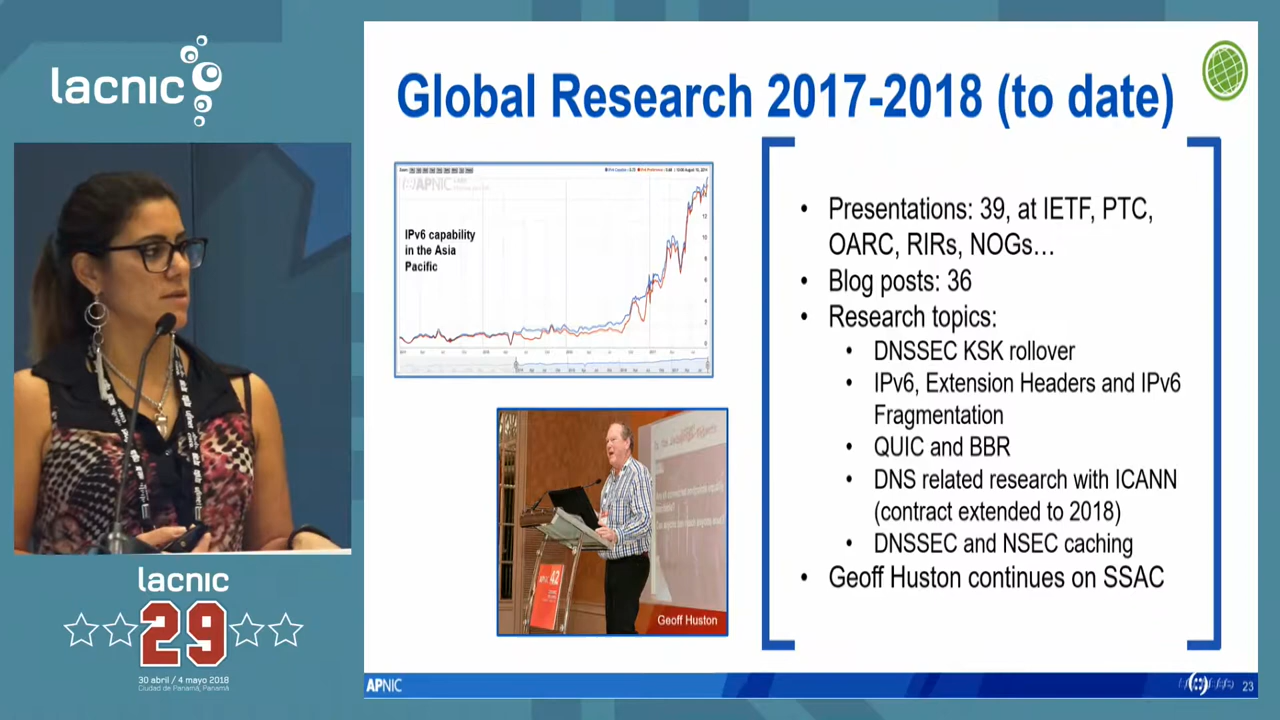 lacnic
Global Research 2017-2018 (to date)
APNIC
IPv6 capability
in the Asia
Pacific
• Presentations: 39, at IETF, PTC,
OARC, RIRs, NOGs…
• Blog posts: 36
• Research topics:
• DNSSEC KSK rollover
• IPv6, Extension Headers and IPv6
Fragmentation
• QUIC and BBR
• DNS related research with ICANN
(contract extended to 2018)
• DNSSEC and NSEC caching
• Geoff Huston continues on SSAC
Geoff Huston
lacnic
29
30 abril / 4 mayo 2018
Ciudad de Panamá, Panamá
APNIC
23